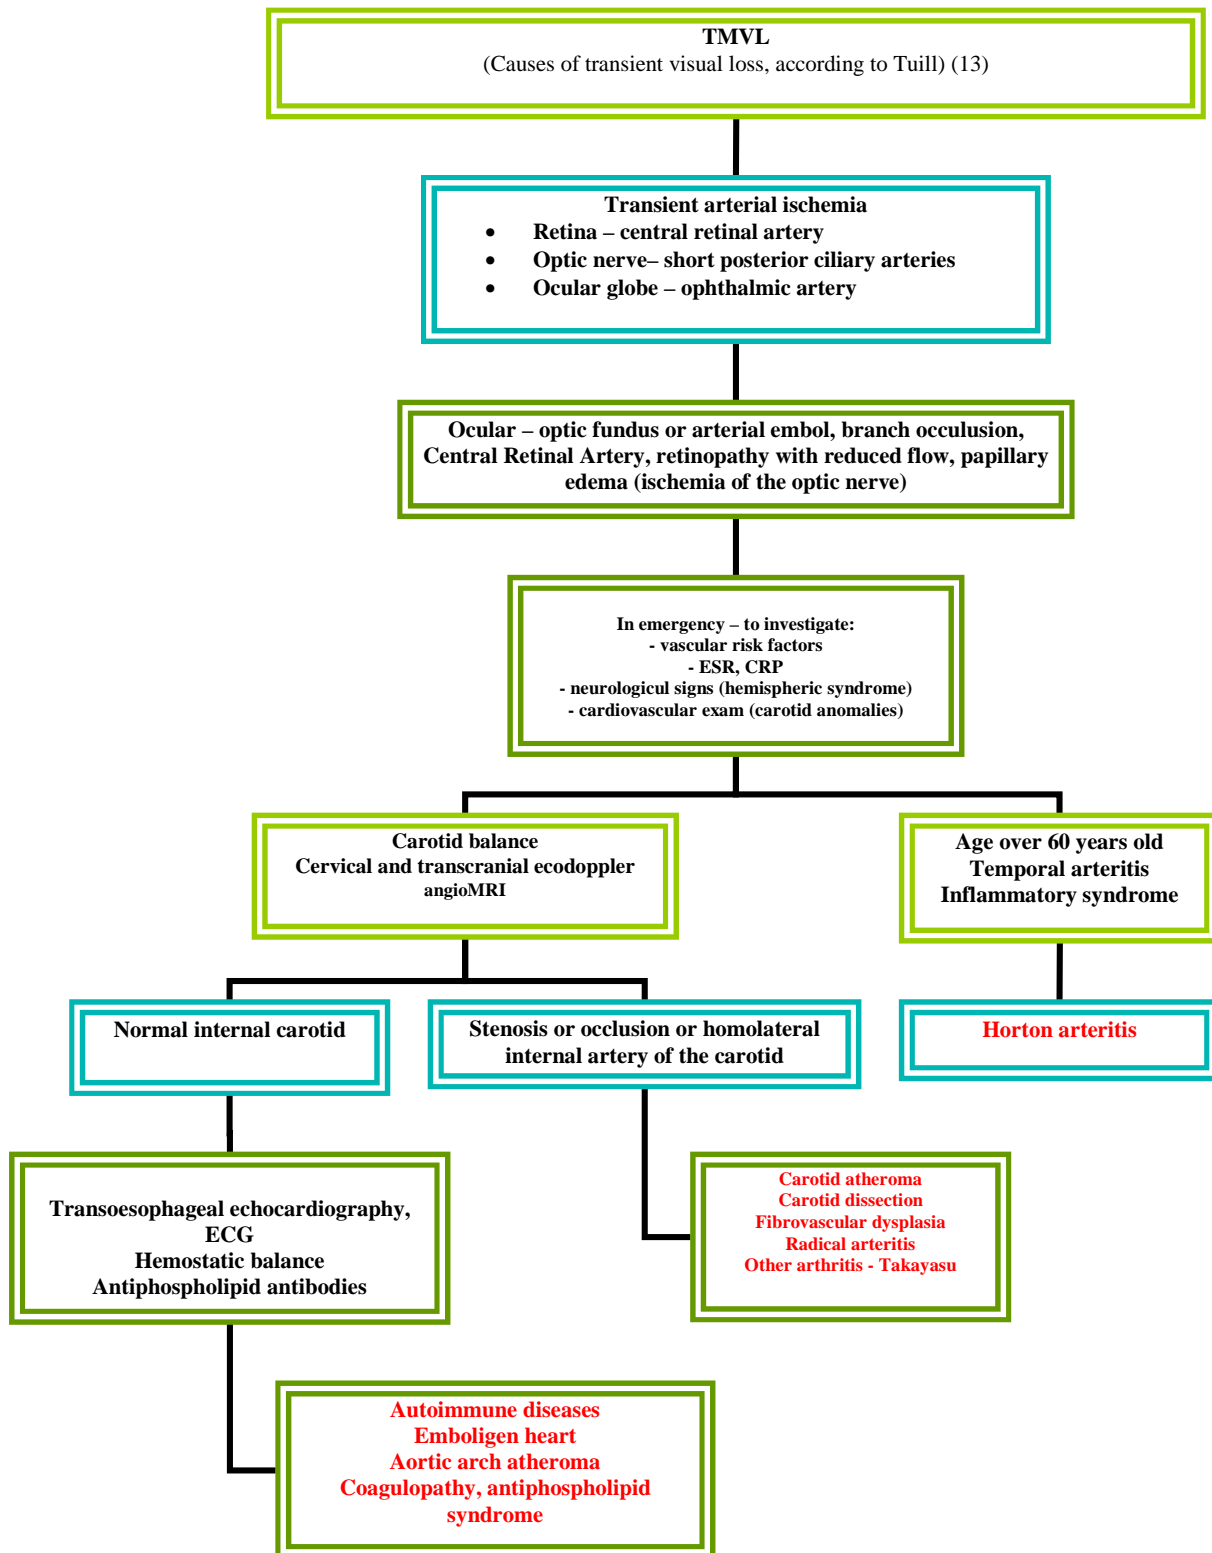 TMVL
(Causes of transient visual loss, according to Tuill) (13)
Transient arterial ischemia
• Retina – central retinal artery
• Optic nerve– short posterior ciliary arteries
• Ocular globe – ophthalmic artery
Ocular – optic fundus or arterial embol, branch occulusion,
Central Retinal Artery, retinopathy with reduced flow, papillary
edema (ischemia of the optic nerve)
In emergency – to investigate:
- vascular risk factors
- ESR, CRP
- neurologicul signs (hemispheric syndrome)
- cardiovascular exam (carotid anomalies)
Carotid balance
Cervical and transcranial ecodoppler
angioMRI
Age over 60 years old
Temporal arteritis
Inflammatory syndrome
Normal internal carotid
Stenosis or occlusion or homolateral
internal artery of the carotid
Horton arteritis
Transoesophageal echocardiography,
ECG
Hemostatic balance
Antiphospholipid antibodies
Carotid atheroma
Carotid dissection
Fibrovascular dysplasia
Radical arteritis
Other arthritis - Takayasu
Autoimmune diseases
Emboligen heart
Aortic arch atheroma
Coagulopathy, antiphospholipid
syndrome